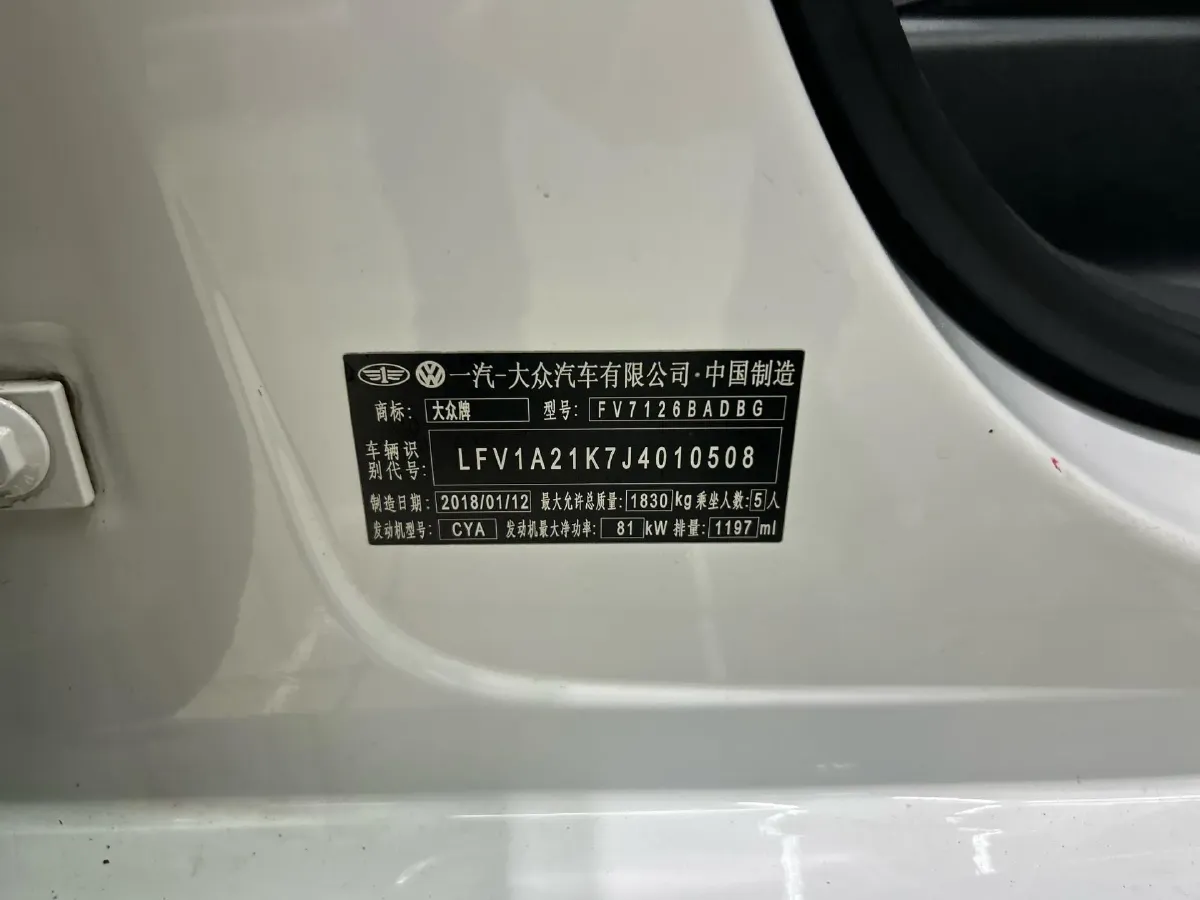 一汽-大众汽车有限公司·中国制造
商标: 大众牌 型号: FV7126BADBG
车辆识别代号: LFV1A21K7J4010508
制造日期: 2018/01/12 最大允许总质量: 1830 kg 乘坐人数: 5 人
发动机型号: CYA 发动机最大净功率: 81 kW 排量: 1197 ml